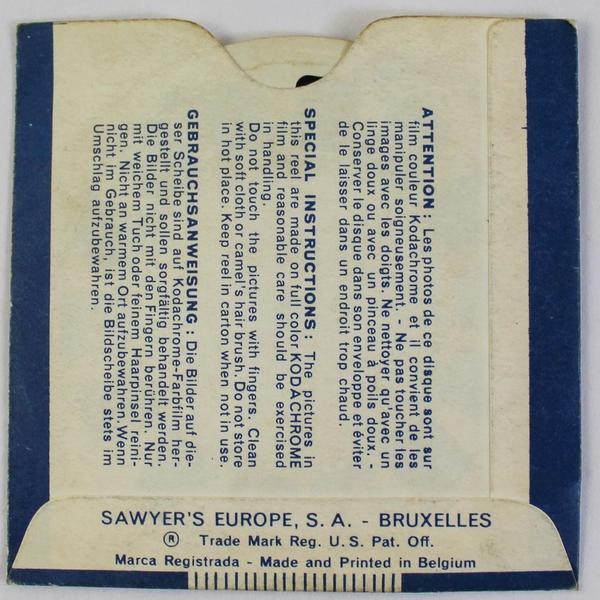 ATTENTION : Les photos de ce disque sont sur
film couleur Kodachrome et il convient de les
manipuler soigneusement. - Ne pas toucher les
images avec les doigts. Ne nettoyer qu'avec un
linge doux ou avec un pinceau à poils doux. -
Conserver le disque dans son enveloppe et éviter
de le laisser dans un endroit trop chaud.
SPECIAL INSTRUCTIONS : The pictures in
this reel are made on full color KODACHROME
film and reasonable care should be exercised
in handling.
Do not touch the pictures with fingers. Clean
with soft cloth or camel's hair brush. Do not store
in hot place. Keep reel in carton when not in use.
GEBRAUCHSANWEISUNG : Die Bilder auf die-
ser Scheibe sind auf Kodachrome-Farbfilm her-
gestellt und sollen sorgfältig behandelt werden.
Die Bilder nicht mit den Fingern berühren. Nur
mit weichem Tuch oder feinem Haarpinsel reini-
gen. Nicht an warmem Ort aufzubewahren. Wenn
nicht im Gebrauch, ist die Bildscheibe stets im
Umschlag aufzubewahren.
SAWYER'S EUROPE, S. A. - BRUXELLES
® Trade Mark Reg. U. S. Pat. Off.
Marca Registrada - Made and Printed in Belgium